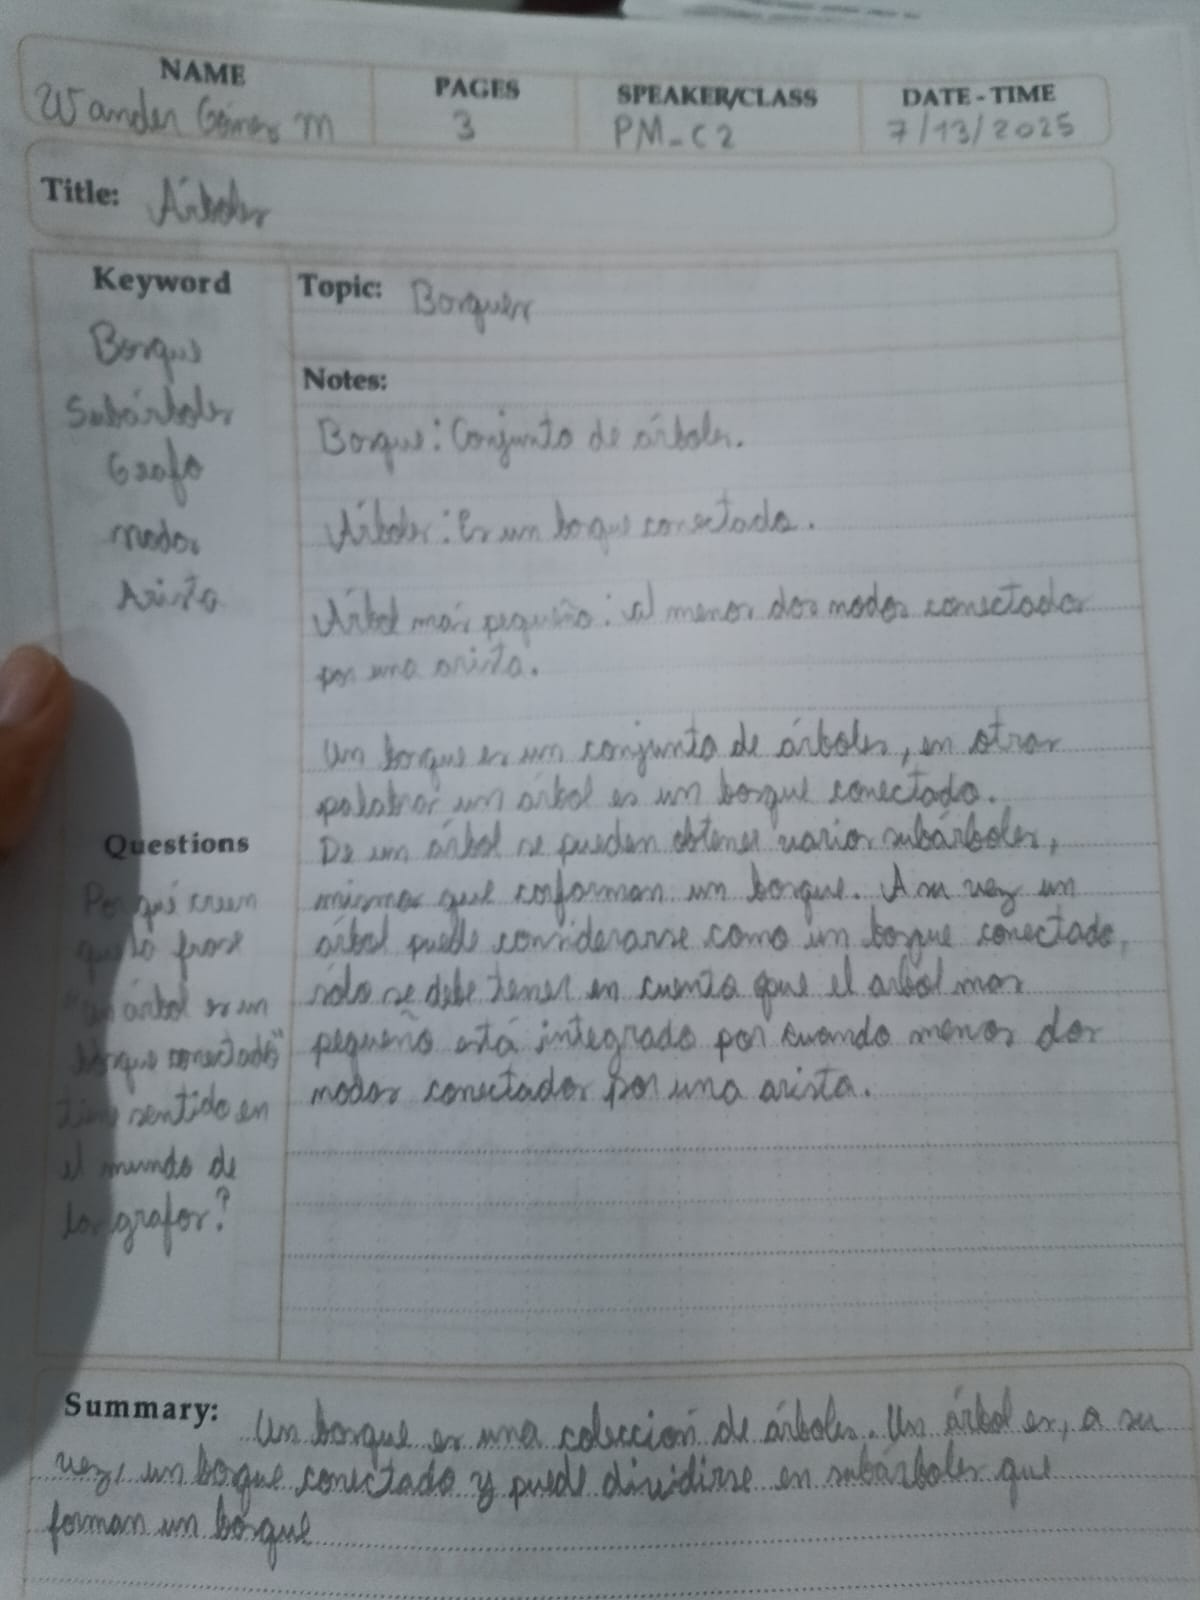 NAME
Wander Gómez M
PAGES
3
SPEAKER/CLASS
PM-C2
DATE-TIME
7/13/2025
Title: Árboles
Keyword
Bosque
Subárboles
Grafo
nodos
Arista
Topic: Bosques
Notes:
Bosque: Conjunto de árboles.
Árboles: Es un boque conectado.
Árbol más pequeño: al menos dos nodos conectados
por una arista.
Un bosque es un conjunto de árboles, en otras
palabras un árbol es un bosque conectado.
De un árbol se pueden obtener varios subárboles,
mismos que conforman un bosque. A su vez un
árbol puede considerarse como un bosque conectado,
sólo se debe tener en cuenta que el arbol mas
pequeño está integrado por cuando menos dos
nodos conectados por una arista.
Questions
Por qué creen
que la frase
"un árbol es un
bosque conectado"
tiene sentido en
el mundo de
los grafos?
Summary: Un bosque es una colección de árboles. Un árbol es, a su
vez, un boque conectado y puede dividirse en subárboles que
forman un bosque